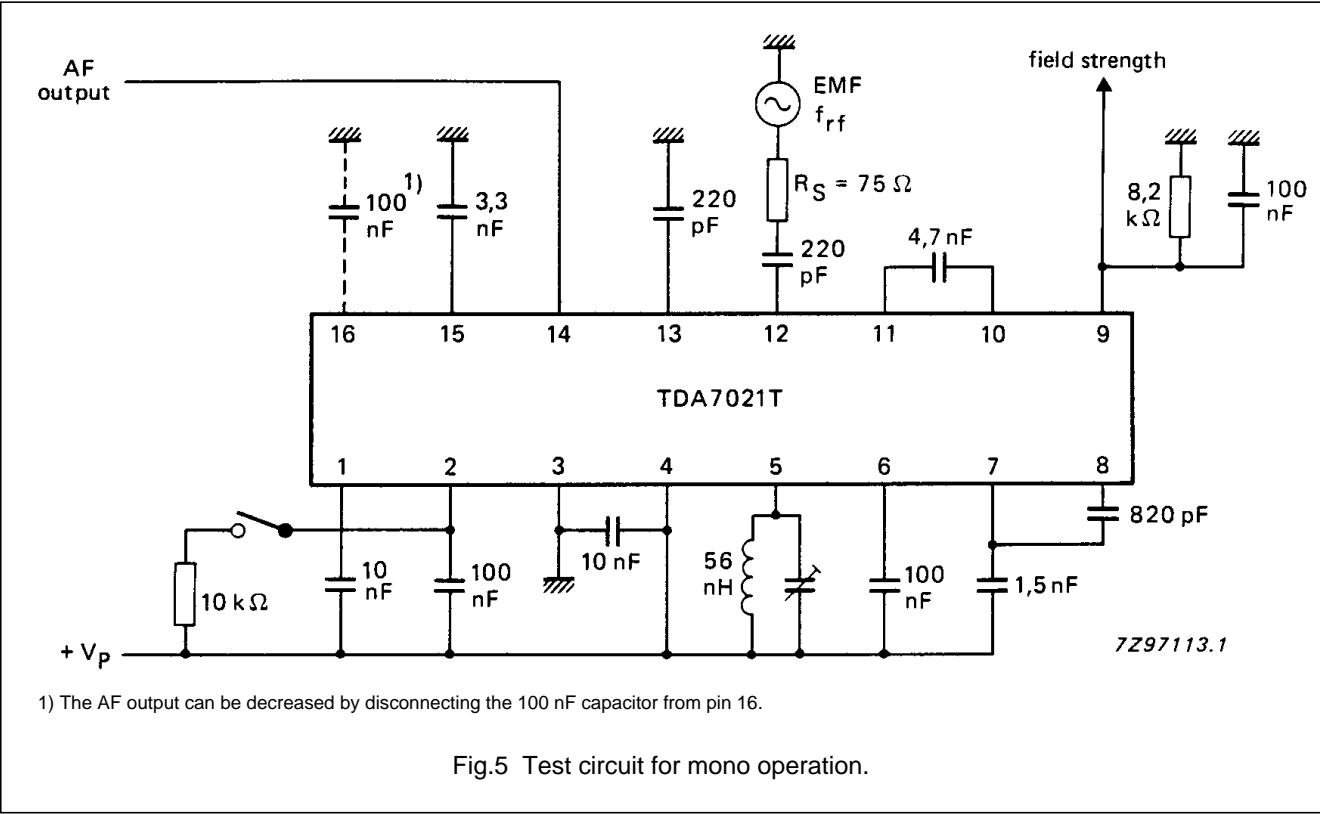 AF
output
EMF
f_rf
field strength
100 1)
nF
3,3
nF
220
pF
R_S = 75 Ω
8,2
kΩ
100
nF
220
pF
4,7 nF
16 15 14 13 12 11 10 9
TDA7021T
1 2 3 4 5 6 7 8
820 pF
10 kΩ
10
nF
100
nF
10 nF
56
nH
100
nF
1,5 nF
+ V_P
7Z97113.1
1) The AF output can be decreased by disconnecting the 100 nF capacitor from pin 16.
Fig.5 Test circuit for mono operation.